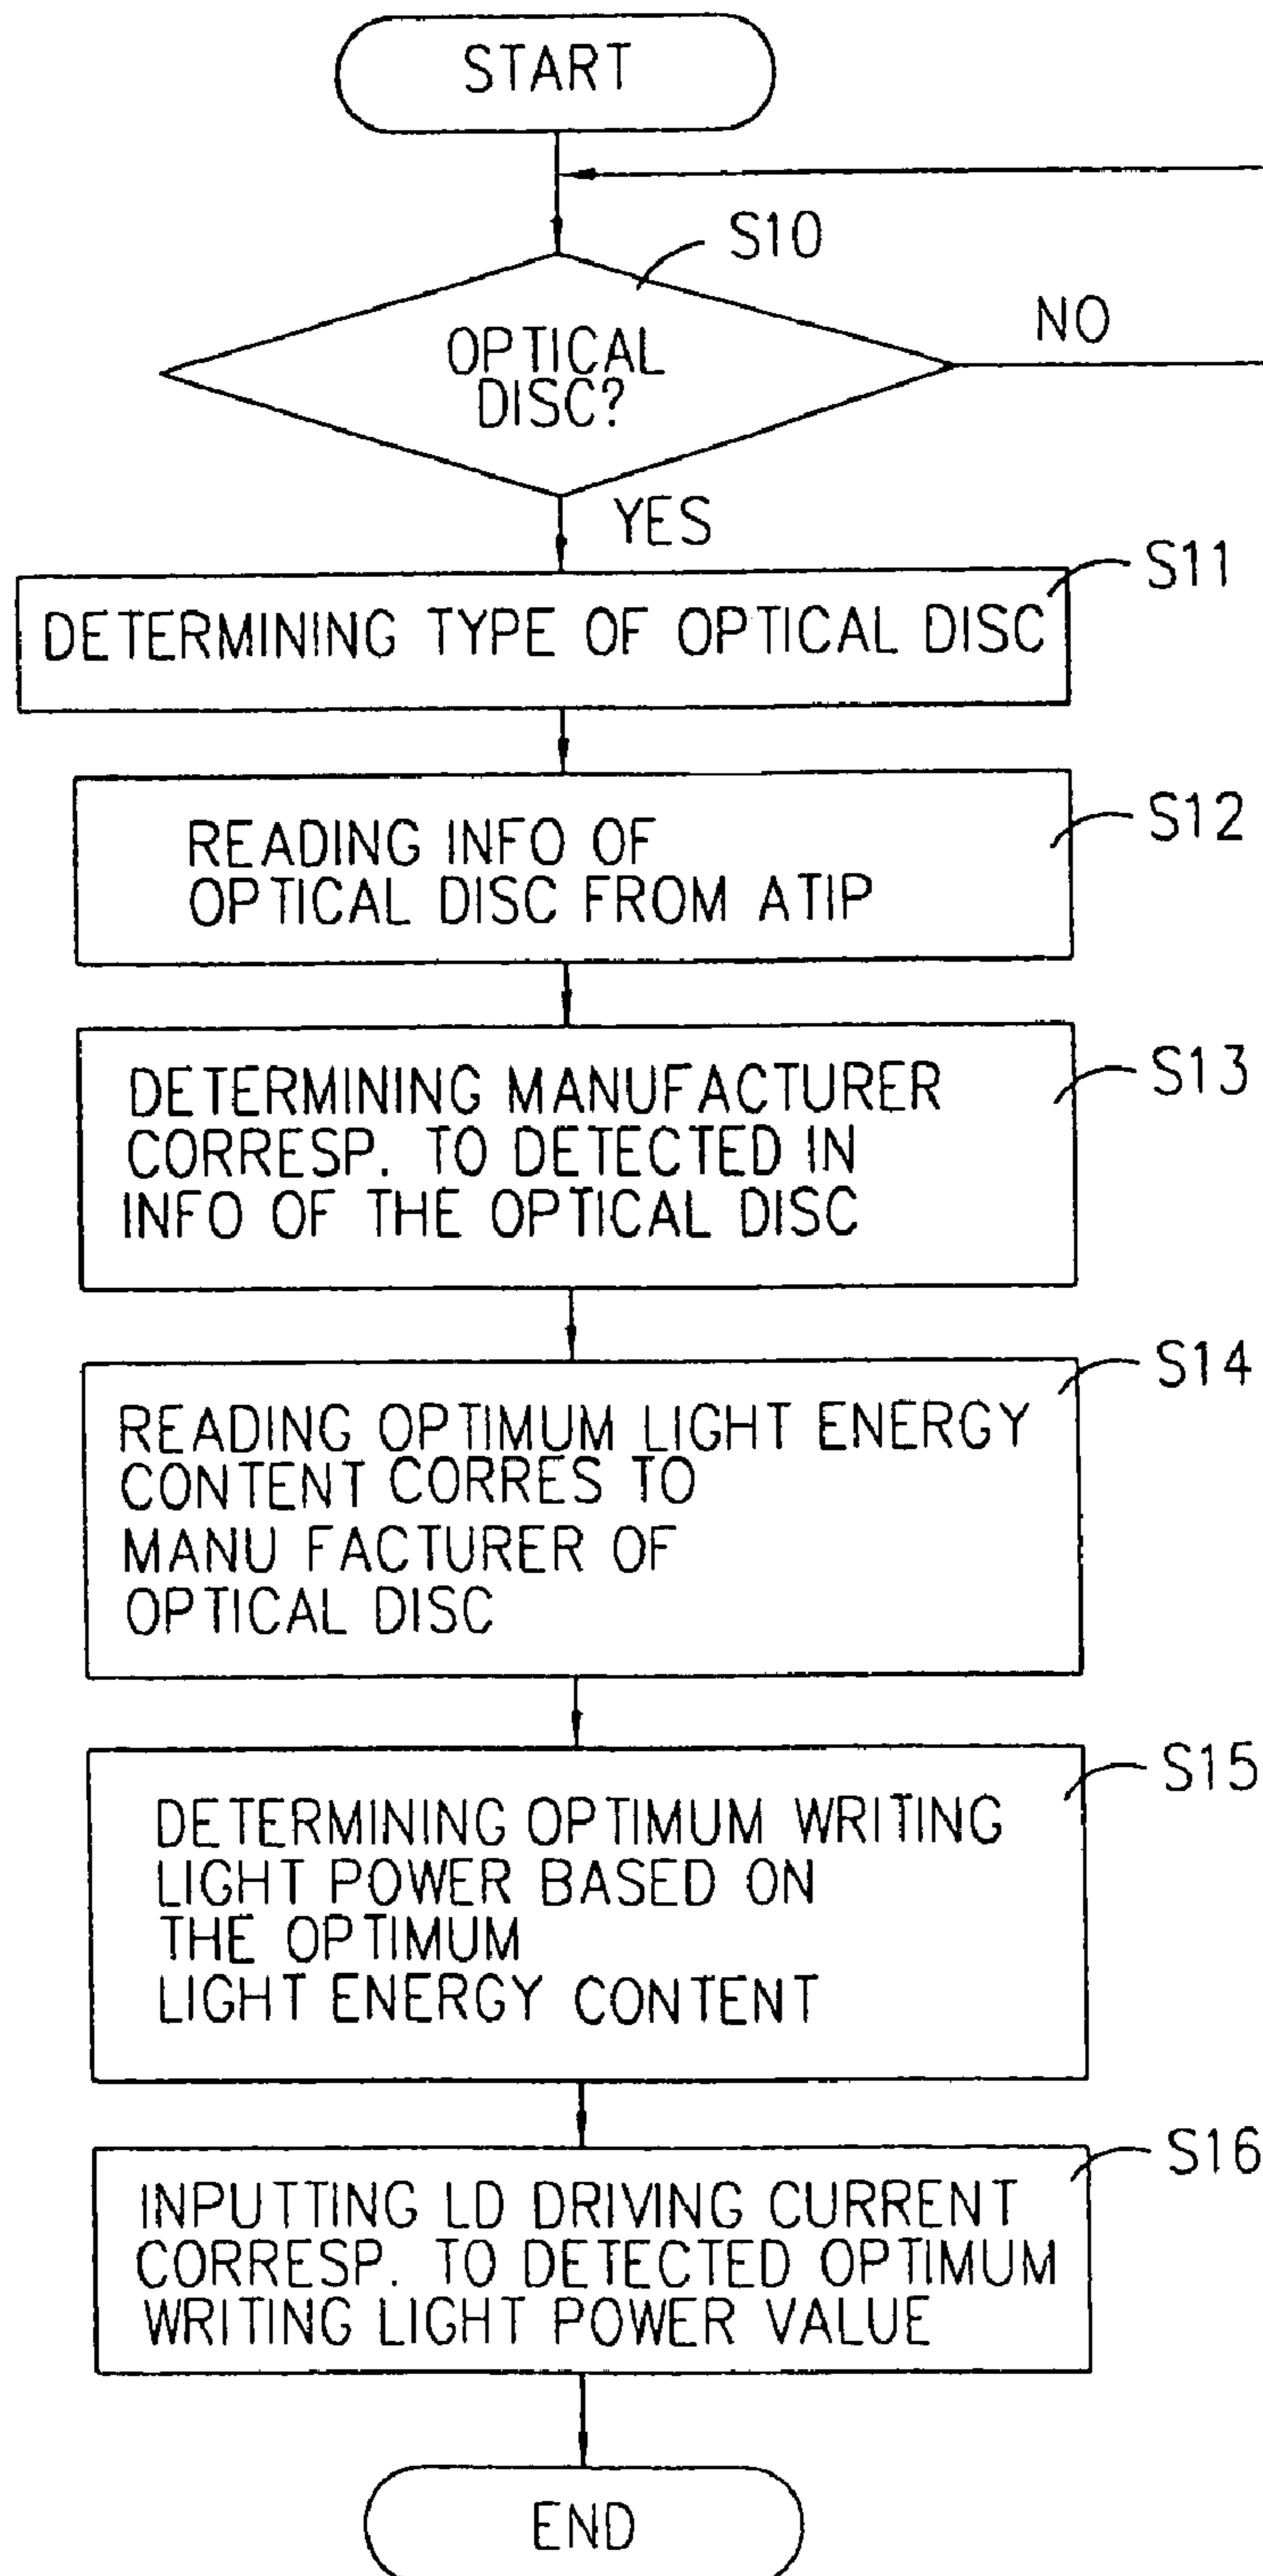 START
S10
OPTICAL
DISC?
NO
YES
S11
DETERMINING TYPE OF OPTICAL DISC
S12
READING INFO OF
OPTICAL DISC FROM ATIP
S13
DETERMINING MANUFACTURER
CORRESP. TO DETECTED IN
INFO OF THE OPTICAL DISC
S14
READING OPTIMUM LIGHT ENERGY
CONTENT CORRES TO
MANU FACTURER OF
OPTICAL DISC
S15
DETERMINING OPTIMUM WRITING
LIGHT POWER BASED ON
THE OPTIMUM
LIGHT ENERGY CONTENT
S16
INPUTTING LD DRIVING CURRENT
CORRESP. TO DETECTED OPTIMUM
WRITING LIGHT POWER VALUE
END